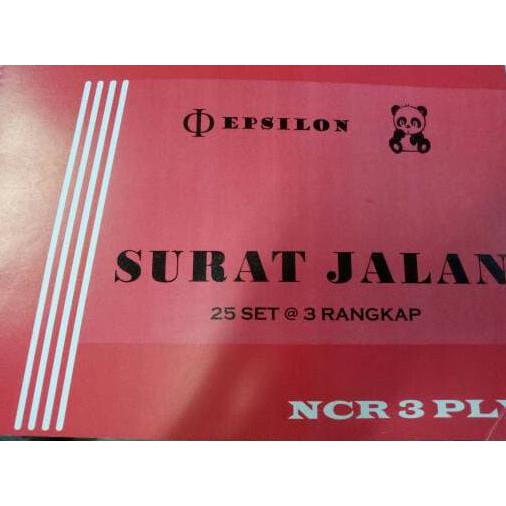 Φ EPSILON
SURAT JALAN
25 SET @ 3 RANGKAP
NCR 3 PLY